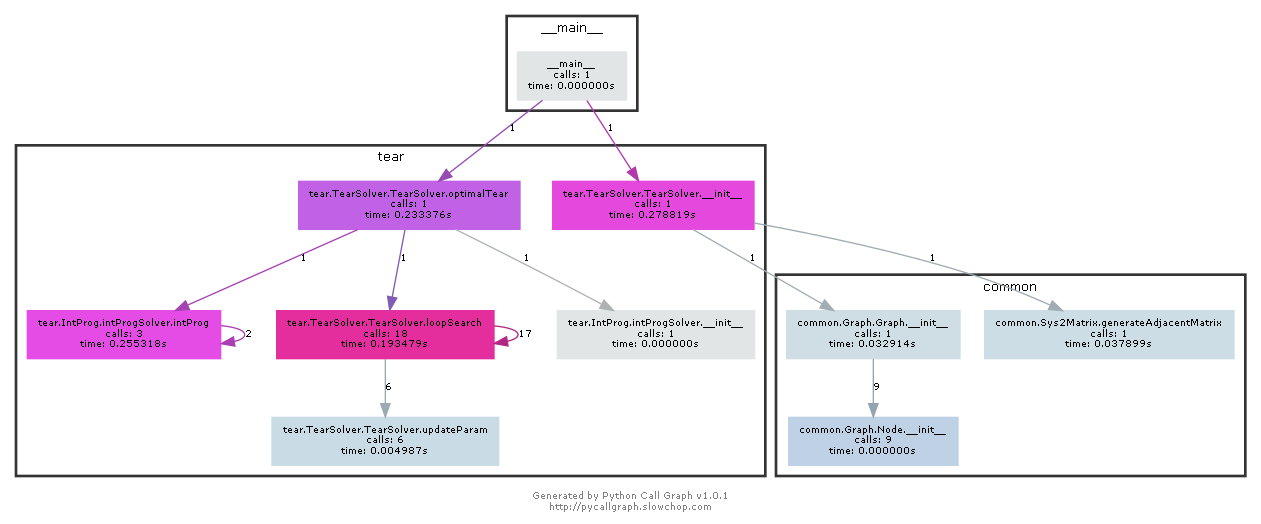 __main__
__main__
calls: 1
time: 0.000000s
1
1
tear
tear.TearSolver.TearSolver.optimalTear
calls: 1
time: 0.233376s
tear.TearSolver.TearSolver.__init__
calls: 1
time: 0.278819s
1
1
1
1
1
common
tear.IntProg.intProgSolver.intProg
calls: 3
time: 0.255318s
2
tear.TearSolver.TearSolver.loopSearch
calls: 18
time: 0.193479s
17
tear.IntProg.intProgSolver.__init__
calls: 1
time: 0.000000s
common.Graph.Graph.__init__
calls: 1
time: 0.032914s
common.Sys2Matrix.generateAdjacentMatrix
calls: 1
time: 0.037899s
6
9
tear.TearSolver.TearSolver.updateParam
calls: 6
time: 0.004987s
common.Graph.Node.__init__
calls: 9
time: 0.000000s
Generated by Python Call Graph v1.0.1
http://pycallgraph.slowchop.com